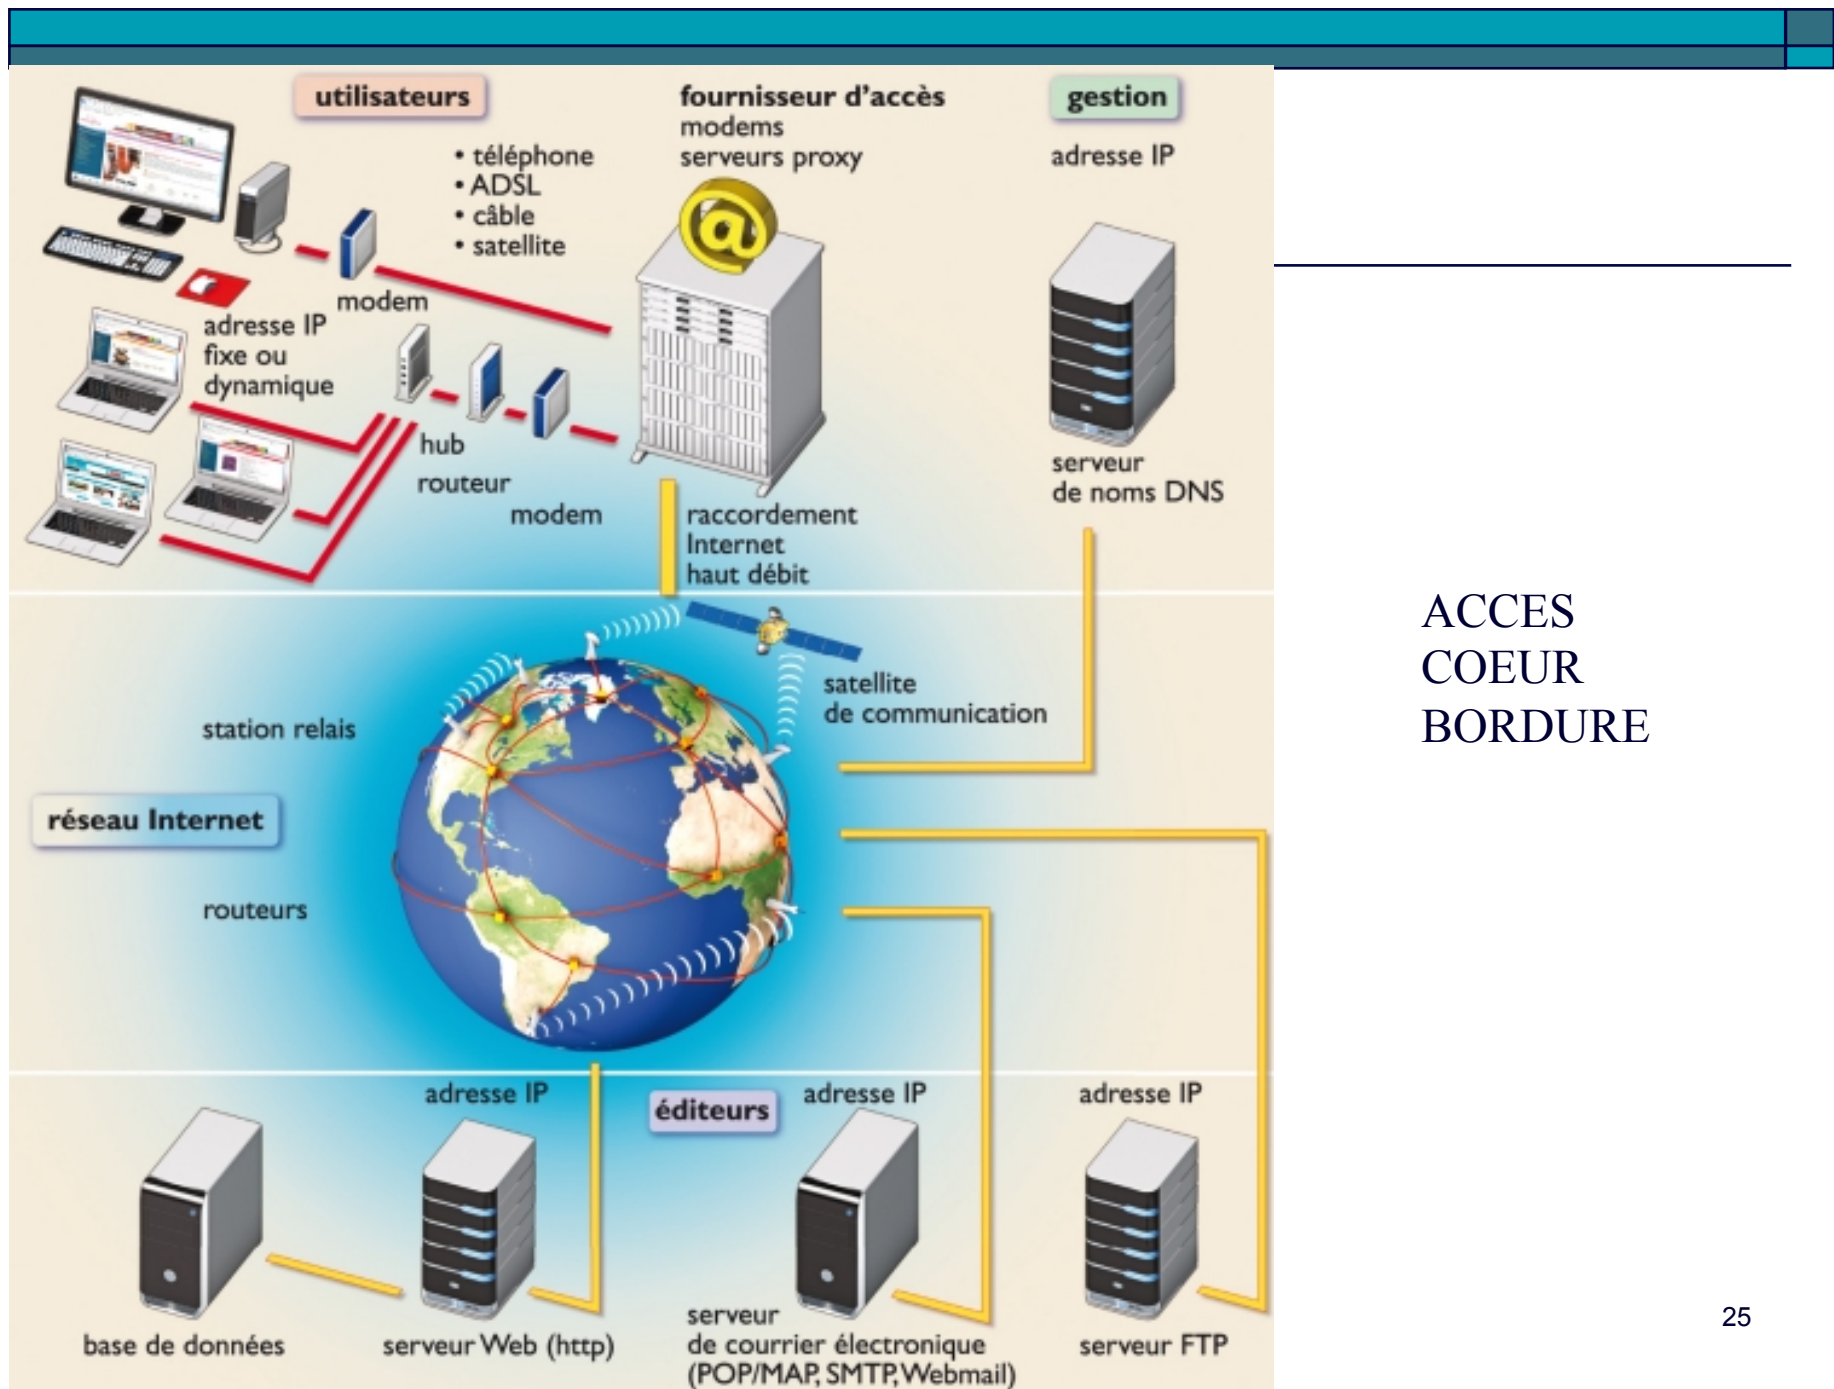 utilisateurs
• téléphone
• ADSL
• câble
• satellite
fournisseur d'accès
modems
serveurs proxy
@
gestion
adresse IP
modem
adresse IP
fixe ou
dynamique
hub
routeur
modem
raccordement
Internet
haut débit
serveur
de noms DNS
satellite
de communication
station relais
réseau Internet
routeurs
ACCES
COEUR
BORDURE
adresse IP
éditeurs
adresse IP
adresse IP
base de données
serveur Web (http)
serveur
de courrier électronique
(POP/MAP, SMTP, Webmail)
serveur FTP
25